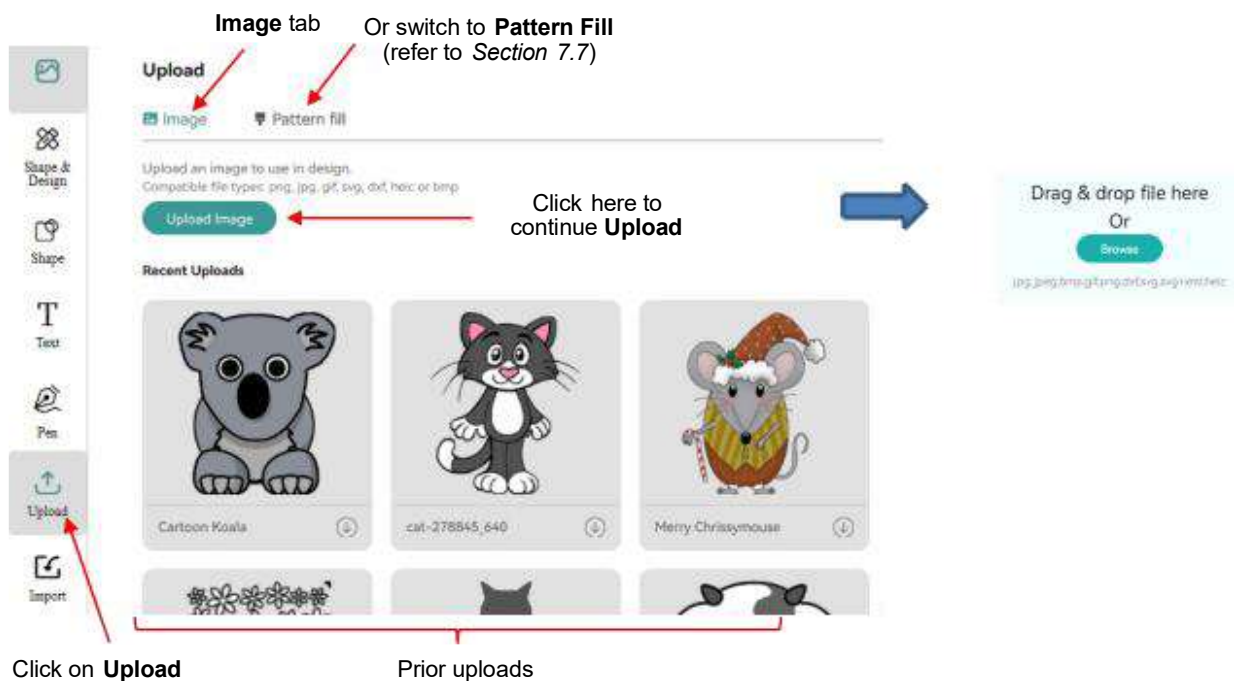 Image tab
Or switch to Pattern Fill
(refer to Section 7.7)
Upload
Image
Pattern fill
Shape &
Design
Upload an image to use in design.
Compatible file types: png, jpg, gif, svg, dxf, heic or bmp
Upload Image
Click here to
continue Upload
Drag & drop file here
Or
Browse
Shape
Recent Uploads
Text
Pen
Upload
Cartoon Koala
cat-278845_640
Merry Chrissymouse
Import
Click on Upload
Prior uploads